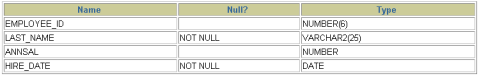 Name Null? Type
EMPLOYEE_ID NUMBER(6)
LAST_NAME NOT NULL VARCHAR2(25)
ANNSAL NUMBER
HIRE_DATE NOT NULL DATE